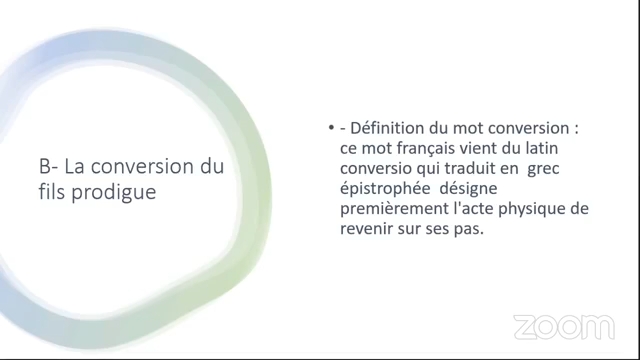 B- La conversion du
fils prodigue
• - Définition du mot conversion :
ce mot français vient du latin
conversio qui traduit en  grec
épistrophée  désigne
premièrement l'acte physique de
revenir sur ses pas.
zoom